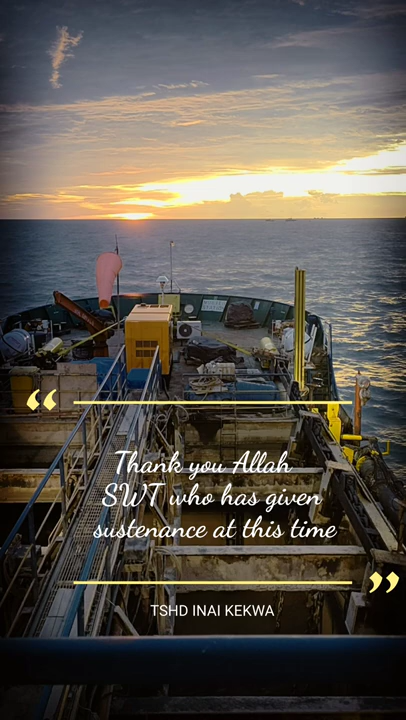 “
Thank you Allah
SWT who has given
sustenance at this time
”
TSHD INAI KEKWA